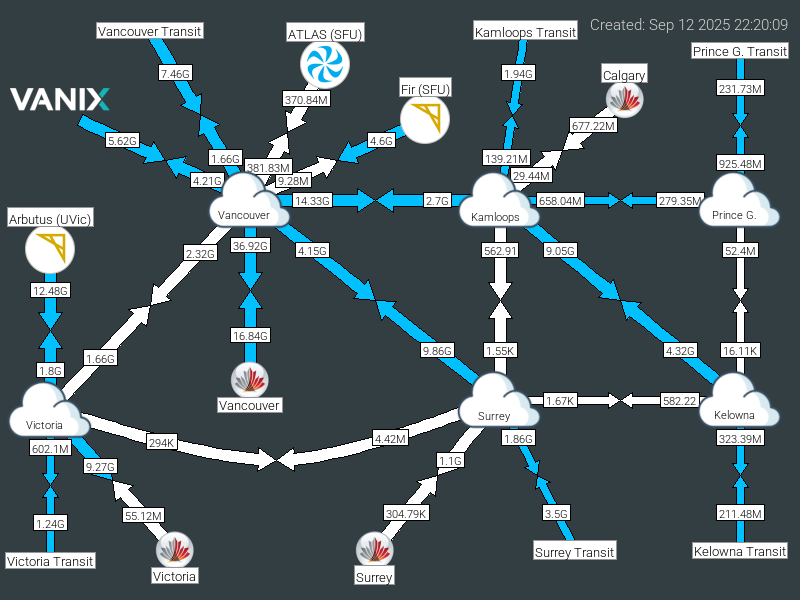 Created: Sep 12 2025 22:20:09
Vancouver Transit
ATLAS (SFU)
Kamloops Transit
Prince G. Transit
7.46G
1.94G
Calgary
Fir (SFU)
231.73M
VANIX
370.84M
677.22M
5.62G
4.6G
1.66G
139.21M
925.48M
381.83M
29.44M
4.21G
9.28M
14.33G
2.7G
658.04M
279.35M
Vancouver
Kamloops
Prince G.
Arbutus (UVic)
2.32G
36.92G
4.15G
562.91
9.05G
52.4M
12.48G
16.84G
1.66G
9.86G
1.55K
4.32G
16.11K
1.8G
Vancouver
1.67K
582.22
Victoria
Surrey
Kelowna
294K
4.42M
1.86G
323.39M
602.1M
9.27G
1.1G
1.24G
55.12M
304.79K
3.5G
211.48M
Victoria Transit
Victoria
Surrey
Surrey Transit
Kelowna Transit